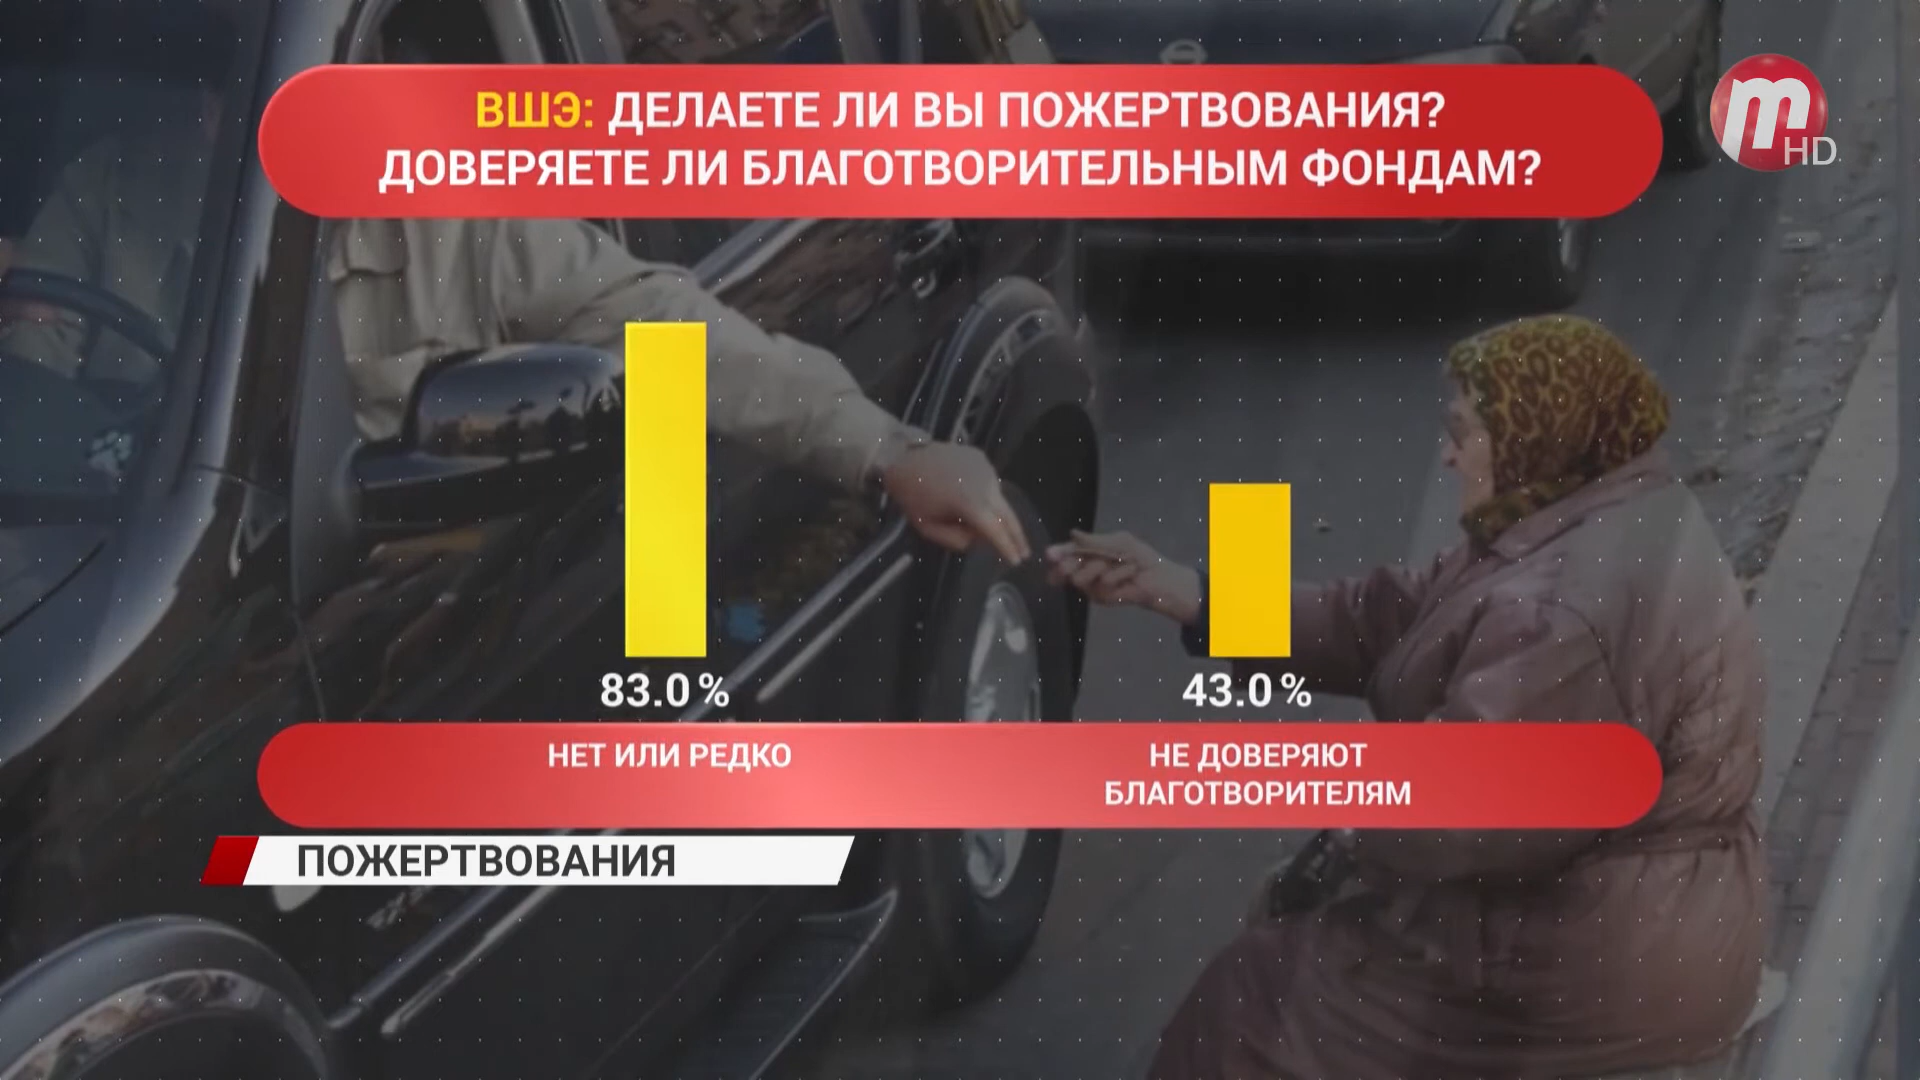 ВШЭ: ДЕЛАЕТЕ ЛИ ВЫ ПОЖЕРТВОВАНИЯ?
ДОВЕРЯЕТЕ ЛИ БЛАГОТВОРИТЕЛЬНЫМ ФОНДАМ?
m HD
83.0%
43.0%
НЕТ ИЛИ РЕДКО
НЕ ДОВЕРЯЮТ
БЛАГОТВОРИТЕЛЯМ
ПОЖЕРТВОВАНИЯ